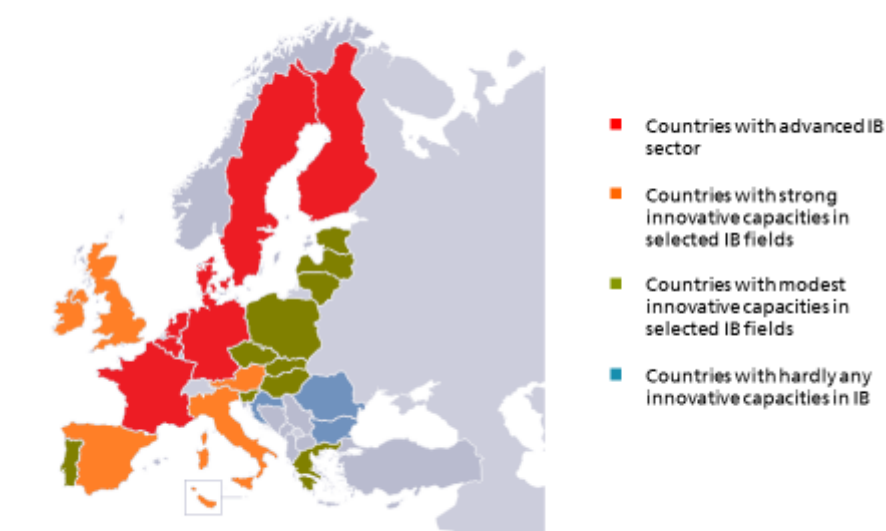 Countries with advanced IB
sector
Countries with strong
innovative capacities in
selected IB fields
Countries with modest
innovative capacities in
selected IB fields
Countries with hardly any
innovative capacities in IB